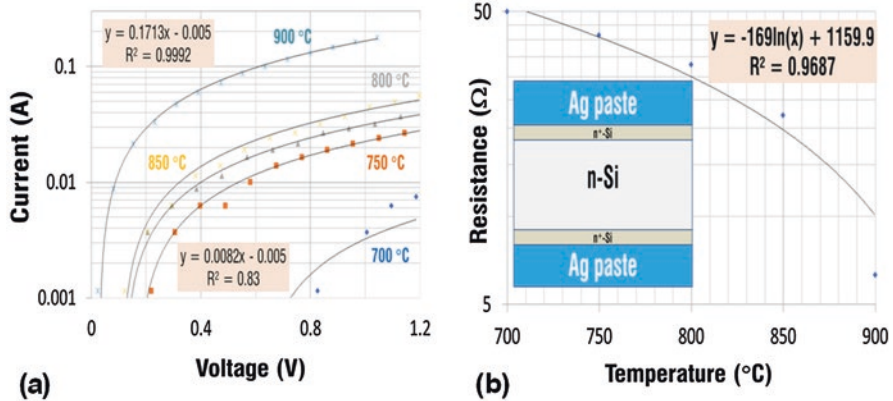 y = 0.1713x - 0.005
R² = 0.9992
900 °C
800 °C
850 °C
750 °C
700 °C
y = 0.0082x - 0.005
R² = 0.83
Current (A)
0.1
0.01
0.001
0
0.4
0.8
1.2
Voltage (V)
(a)
50
5
Resistance (Ω)
y = -169ln(x) + 1159.9
R² = 0.9687
Ag paste
n⁺-Si
n-Si
n⁺-Si
Ag paste
700
750
800
850
900
Temperature (°C)
(b)